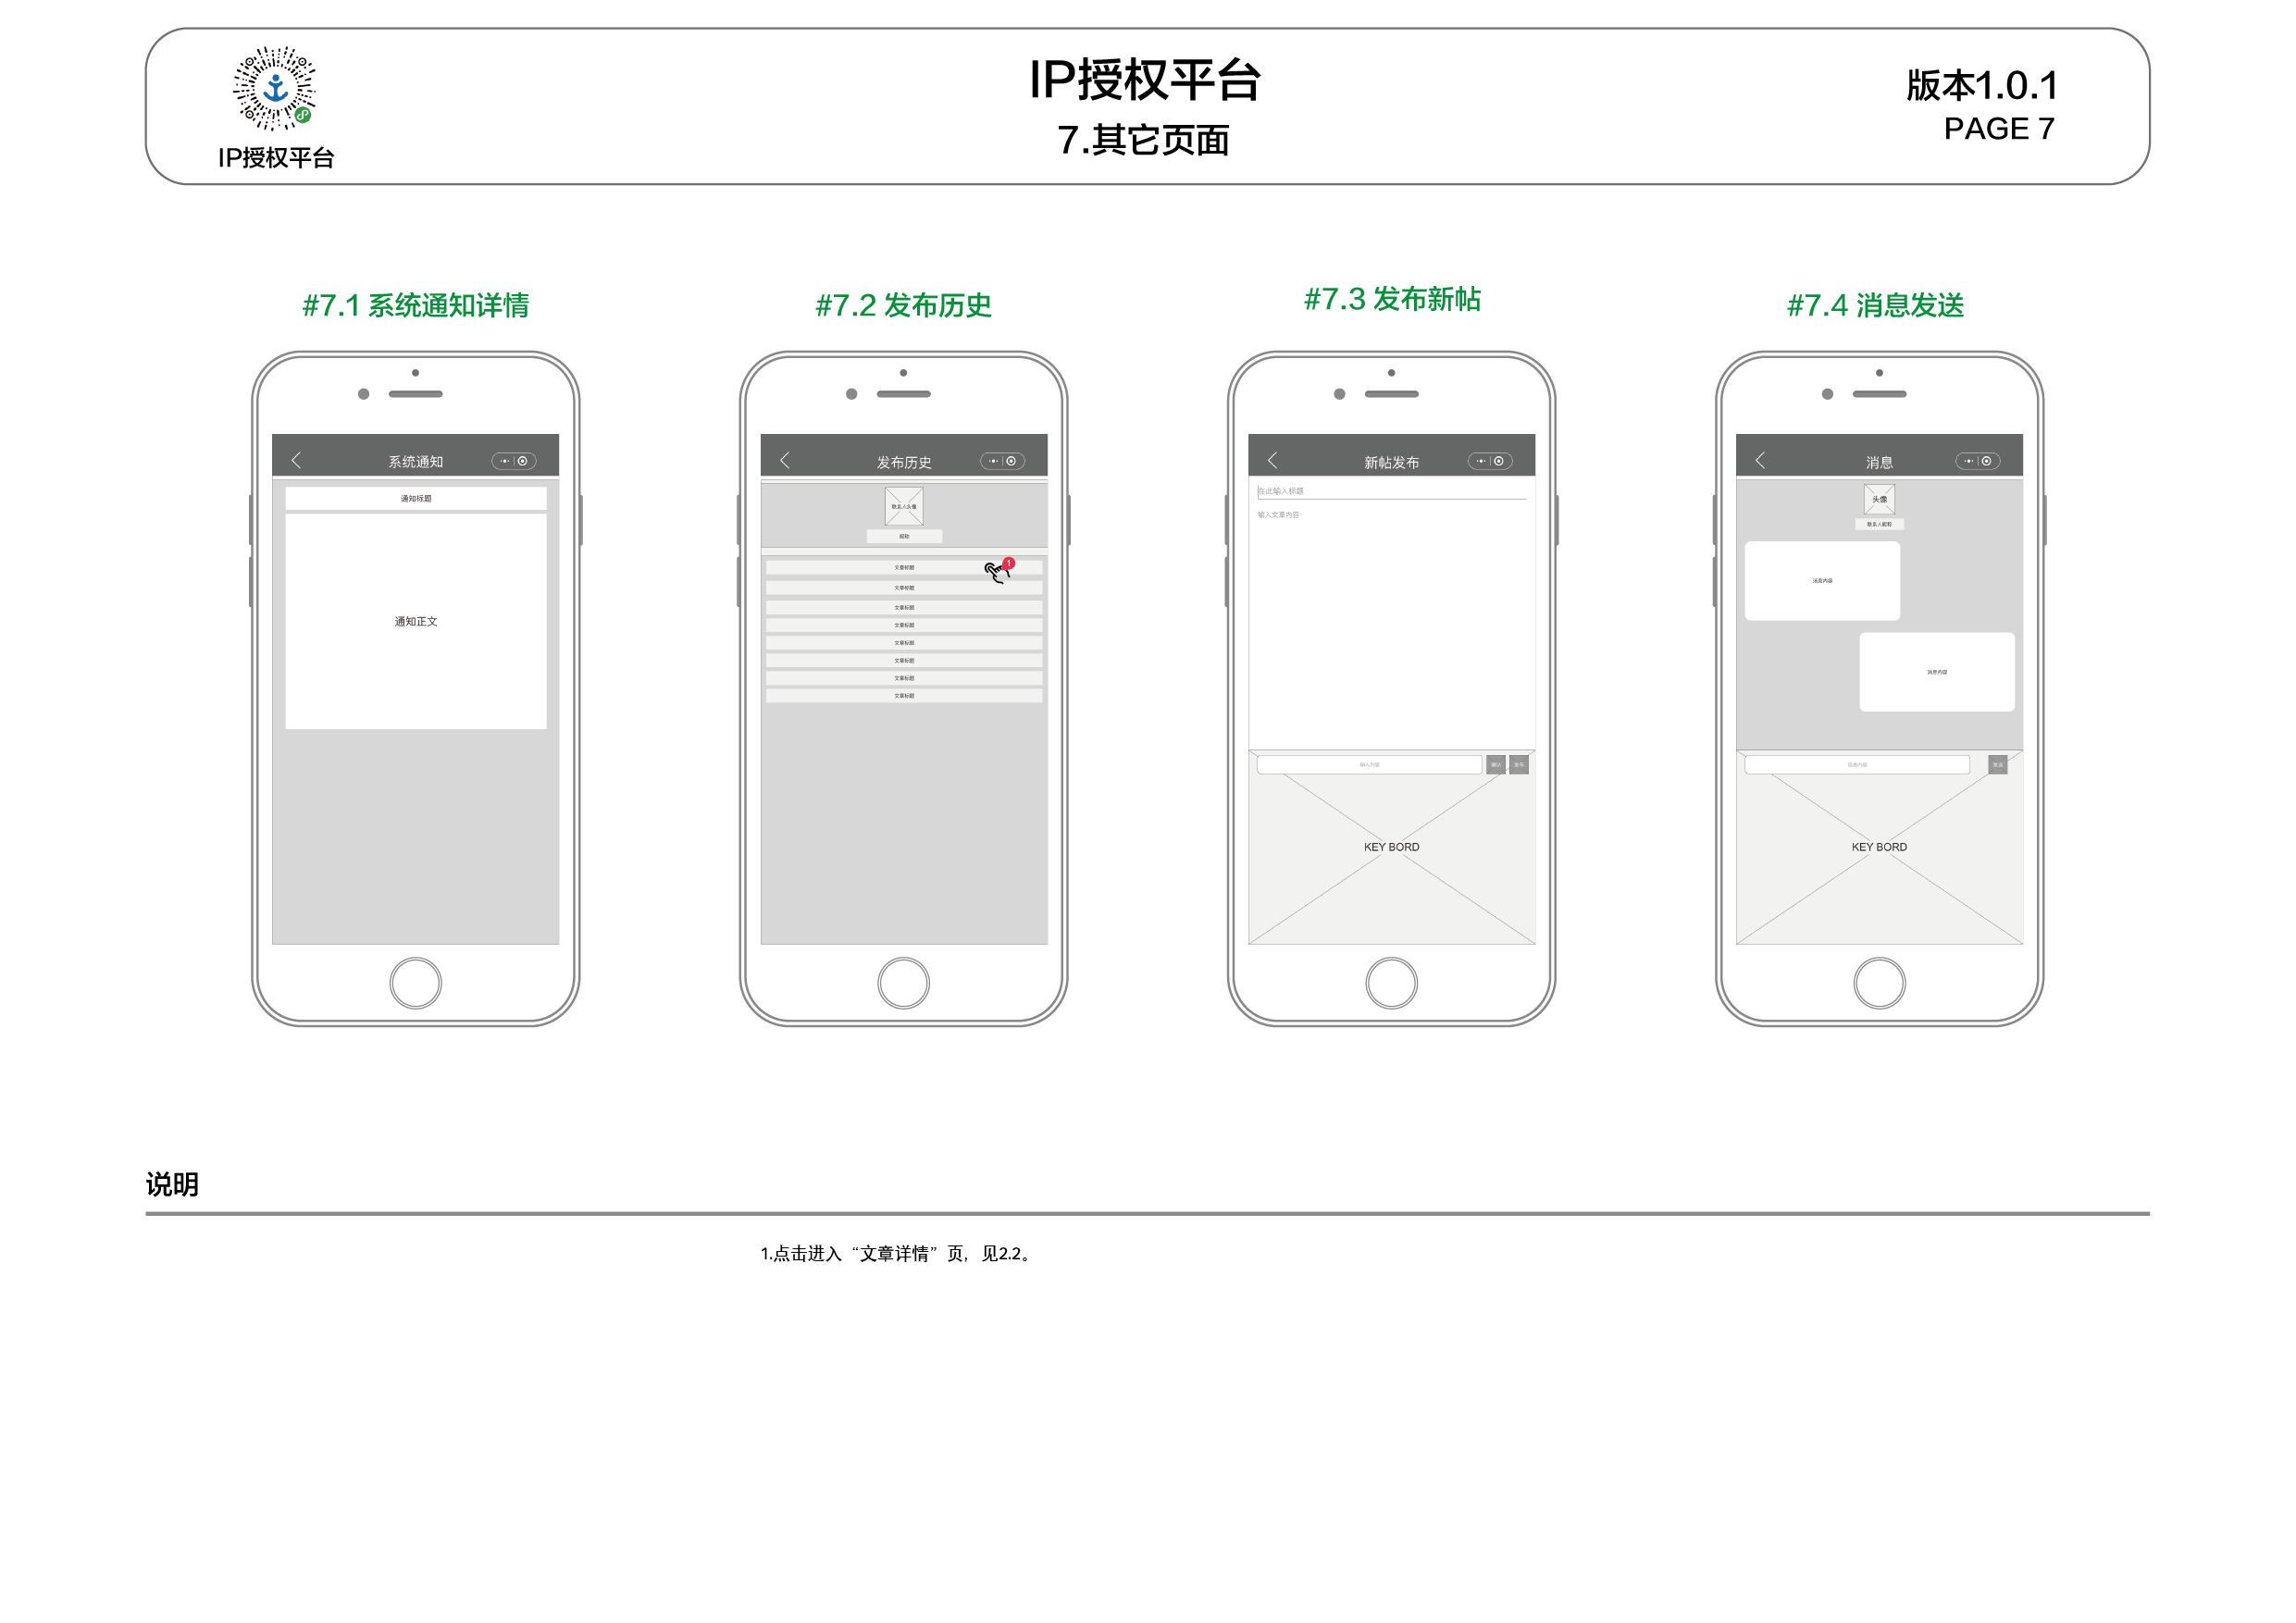 IP授权平台
IP授权平台
7.其它页面
版本1.0.1
PAGE 7
#7.1 系统通知详情
系统通知
通知标题
通知正文
#7.2 发布历史
发布历史
联系人头像
昵称
文章标题
1
文章标题
文章标题
文章标题
文章标题
文章标题
文章标题
文章标题
#7.3 发布新帖
新帖发布
在此输入标题
输入文章内容
输入内容
确认
发布
KEY BORD
#7.4 消息发送
消息
头像
联系人昵称
消息内容
消息内容
信息内容
发送
KEY BORD
说明
1.点击进入“文章详情”页，见2.2。